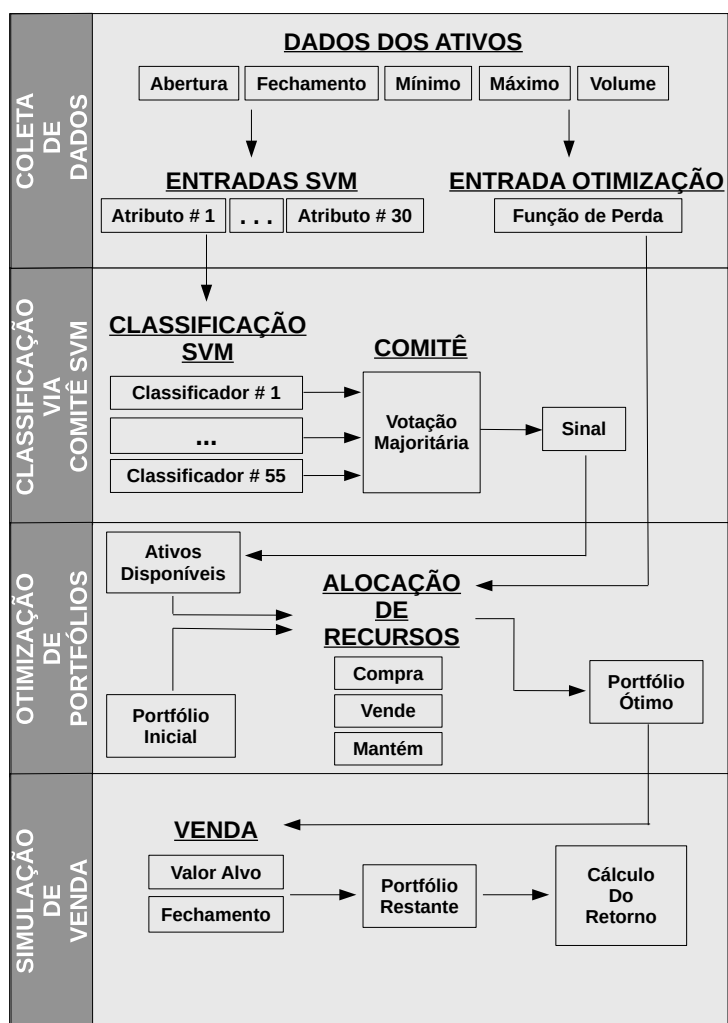 COLETA
DE
DADOS
DADOS DOS ATIVOS
Abertura
Fechamento
Mínimo
Máximo
Volume
ENTRADAS SVM
Atributo # 1
. . .
Atributo # 30
ENTRADA OTIMIZAÇÃO
Função de Perda
CLASSIFICAÇÃO
VIA
COMITÊ SVM
CLASSIFICAÇÃO
SVM
Classificador # 1
...
Classificador # 55
COMITÊ
Votação
Majoritária
Sinal
OTIMIZAÇÃO
DE
PORTFÓLIOS
Ativos
Disponíveis
Portfólio
Inicial
ALOCAÇÃO
DE
RECURSOS
Compra
Vende
Mantém
Portfólio
Ótimo
SIMULAÇÃO
DE
VENDA
VENDA
Valor Alvo
Fechamento
Portfólio
Restante
Cálculo
Do
Retorno